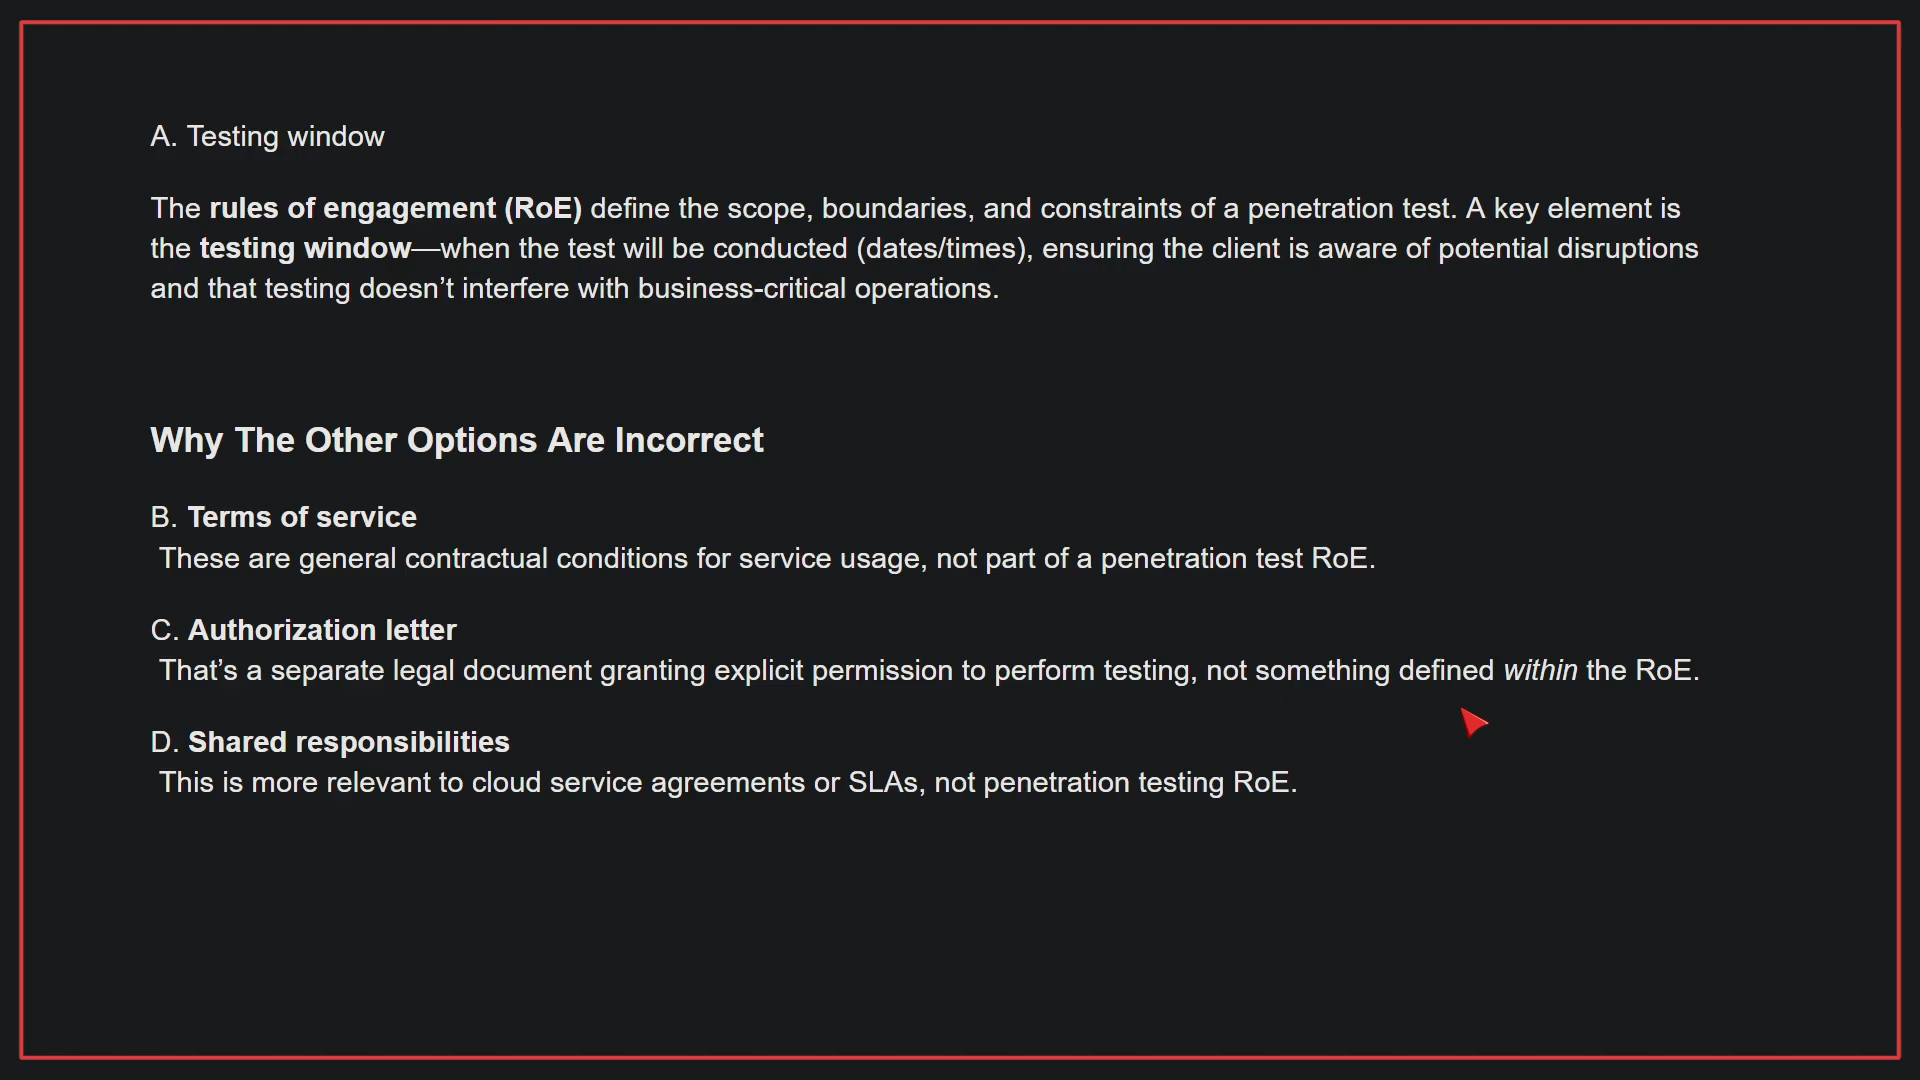 A. Testing window
The rules of engagement (RoE) define the scope, boundaries, and constraints of a penetration test. A key element is
the testing window—when the test will be conducted (dates/times), ensuring the client is aware of potential disruptions
and that testing doesn’t interfere with business-critical operations.
Why The Other Options Are Incorrect
B. Terms of service
These are general contractual conditions for service usage, not part of a penetration test RoE.
C. Authorization letter
That’s a separate legal document granting explicit permission to perform testing, not something defined within the RoE.
D. Shared responsibilities
This is more relevant to cloud service agreements or SLAs, not penetration testing RoE.